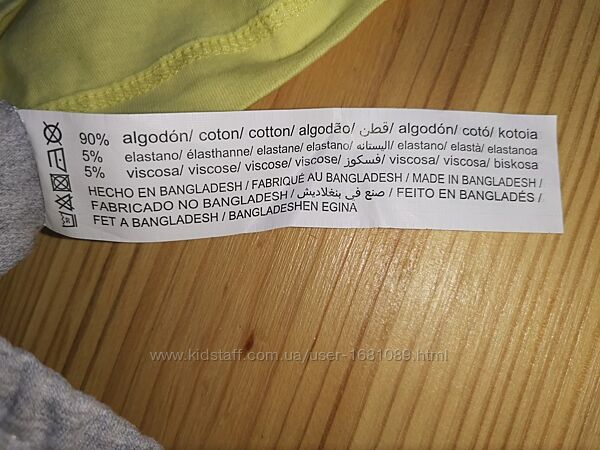 90% algodón/ coton/ cotton/ algodão/ قطن/ algodón/ cotó/ kotoia
5% elastano/ élasthanne/ elastane/ elastano/ اليستانه/ elastano/ elastà/ elastanoa
5% viscosa/ viscose/ viscose/ viscose/ فسكوز/ viscosa/ viscosa/ biskosa
HECHO EN BANGLADESH / FABRIQUÉ AU BANGLADESH / MADE IN BANGLADESH /
FABRICADO NO BANGLADESH / صنع في بنغلاديش / FEITO EN BANGLADÉS /
FET A BANGLADESH / BANGLADESHEN EGINA
www.kidstaff.com.ua/user-1681089.html